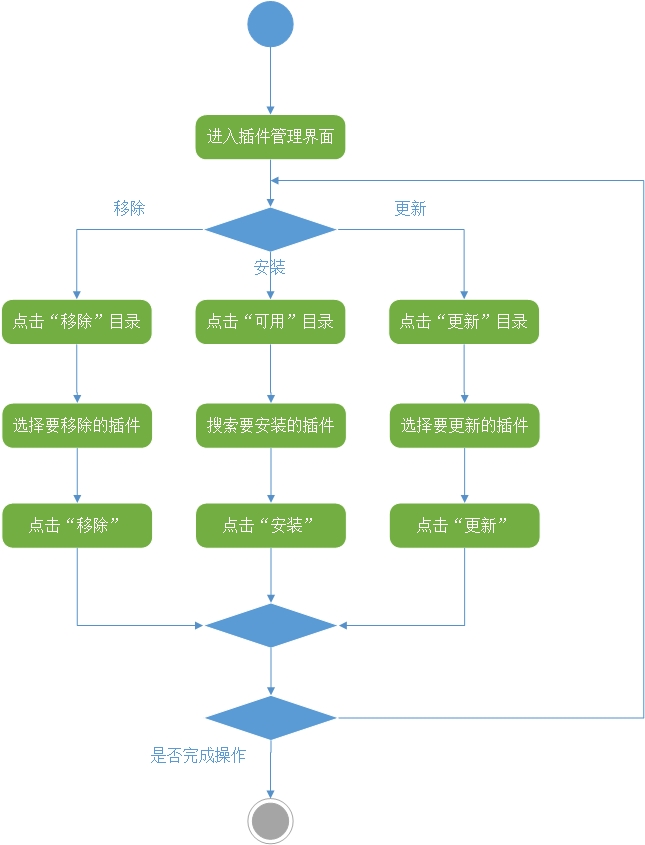 进入插件管理界面
移除
更新
安装
点击“移除”目录
点击“可用”目录
点击“更新”目录
选择要移除的插件
搜索要安装的插件
选择要更新的插件
点击“移除”
点击“安装”
点击“更新”
是否完成操作